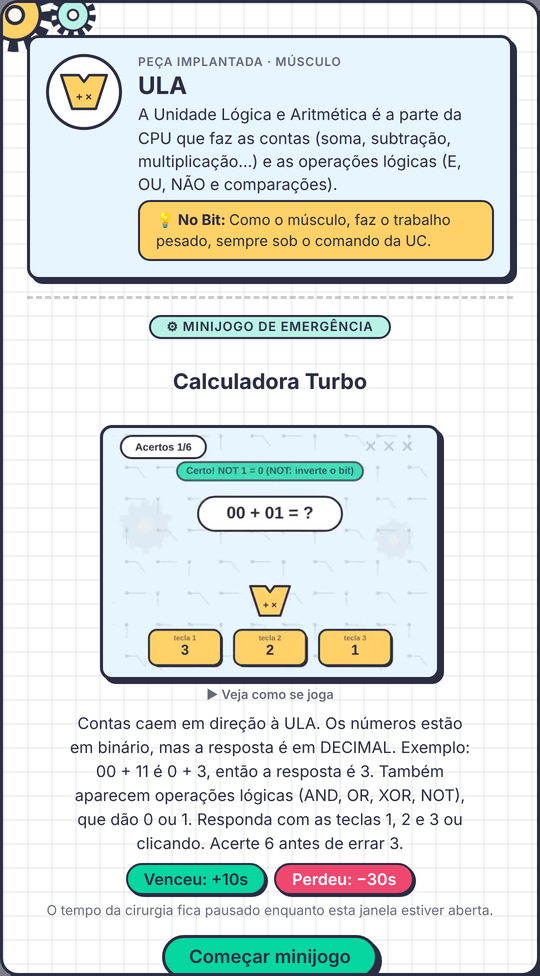 PEÇA IMPLANTADA · MÚSCULO
+ ×
ULA
A Unidade Lógica e Aritmética é a parte da
CPU que faz as contas (soma, subtração,
multiplicação…) e as operações lógicas (E,
OU, NÃO e comparações).
💡 No Bit: Como o músculo, faz o trabalho
pesado, sempre sob o comando da UC.
⚙ MINIJOGO DE EMERGÊNCIA
Calculadora Turbo
Acertos 1/6
✕ ✕ ✕
Certo! NOT 1 = 0 (NOT: inverte o bit)
00 + 01 = ?
+ ×
tecla 1
3
tecla 2
2
tecla 3
1
▶ Veja como se joga
Contas caem em direção à ULA. Os números estão
em binário, mas a resposta é em DECIMAL. Exemplo:
00 + 11 é 0 + 3, então a resposta é 3. Também
aparecem operações lógicas (AND, OR, XOR, NOT),
que dão 0 ou 1. Responda com as teclas 1, 2 e 3 ou
clicando. Acerte 6 antes de errar 3.
Venceu: +10s
Perdeu: −30s
O tempo da cirurgia fica pausado enquanto esta janela estiver aberta.
Começar minijogo